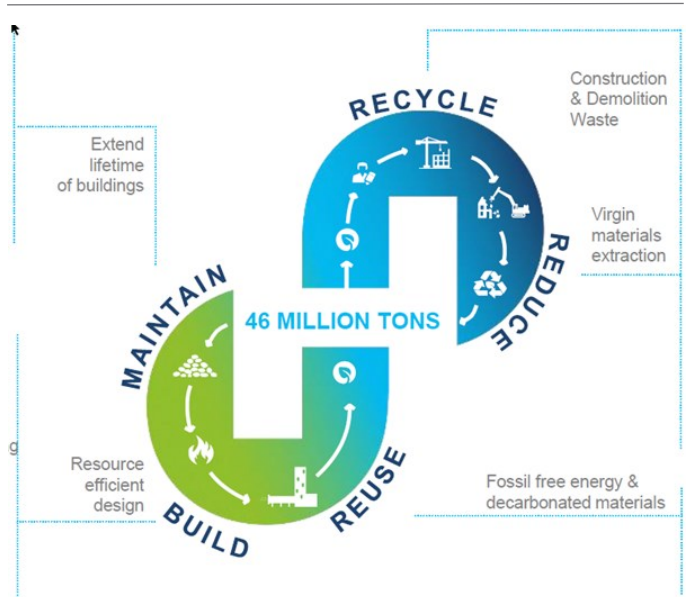 RECYCLE
Construction
& Demolition
Waste
Extend
lifetime
of buildings
Virgin
materials
extraction
REDUCE
MAINTAIN
46 MILLION TONS
g
Resource
efficient
design
BUILD
REUSE
Fossil free energy &
decarbonated materials